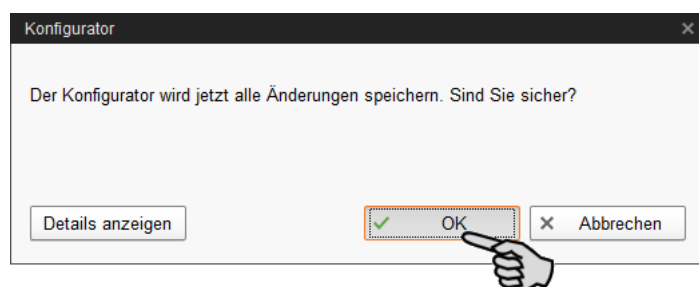 Konfigurator
Der Konfigurator wird jetzt alle Änderungen speichern. Sind Sie sicher?
Details anzeigen
OK
Abbrechen